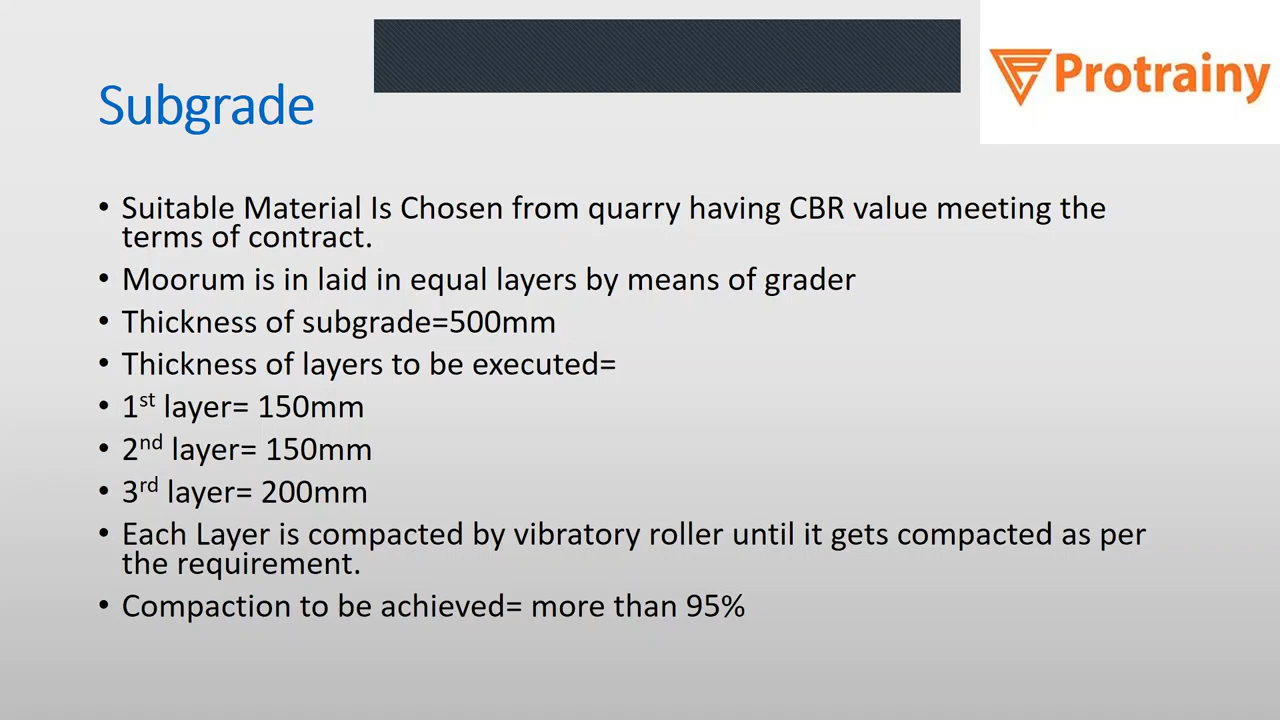 Protrainy
Subgrade
• Suitable Material Is Chosen from quarry having CBR value meeting the
terms of contract.
• Moorum is in laid in equal layers by means of grader
• Thickness of subgrade=500mm
• Thickness of layers to be executed=
• 1st layer= 150mm
• 2nd layer= 150mm
• 3rd layer= 200mm
• Each Layer is compacted by vibratory roller until it gets compacted as per
the requirement.
• Compaction to be achieved= more than 95%